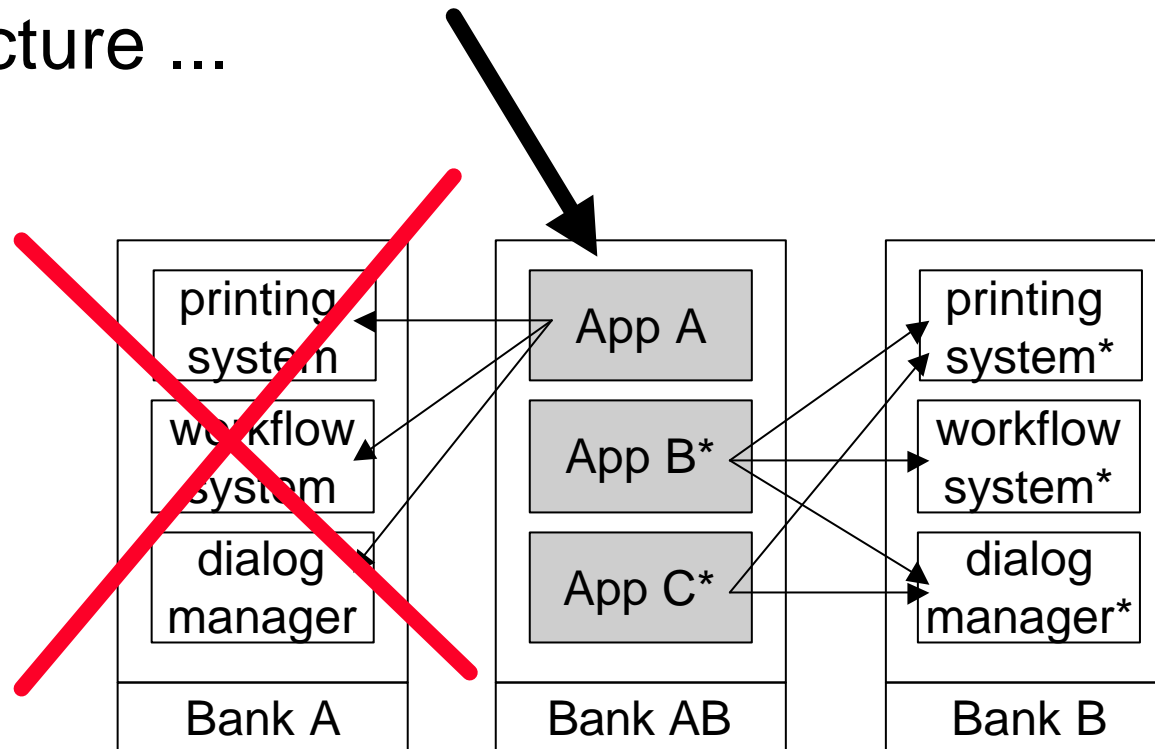 cture ...
printing
system
workflow
system
dialog
manager
Bank A
App A
App B*
App C*
Bank AB
printing
system*
workflow
system*
dialog
manager*
Bank B